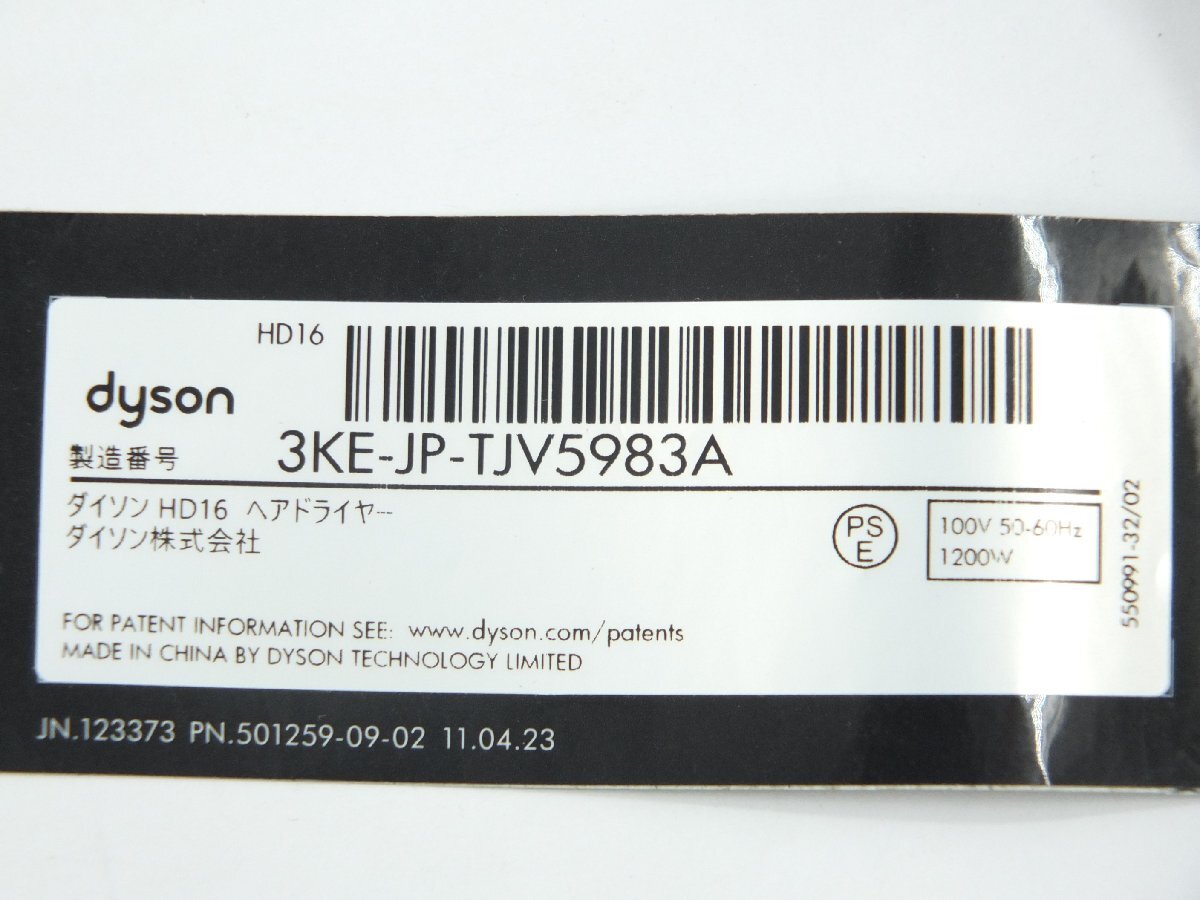 HD16
dyson
製造番号 3KE-JP-TJV5983A
ダイソン HD16 ヘアドライヤー
ダイソン株式会社
PS
E
100V 50-60Hz
1200W
550991-32/02
FOR PATENT INFORMATION SEE: www.dyson.com/patents
MADE IN CHINA BY DYSON TECHNOLOGY LIMITED
JN.123373 PN.501259-09-02 11.04.23